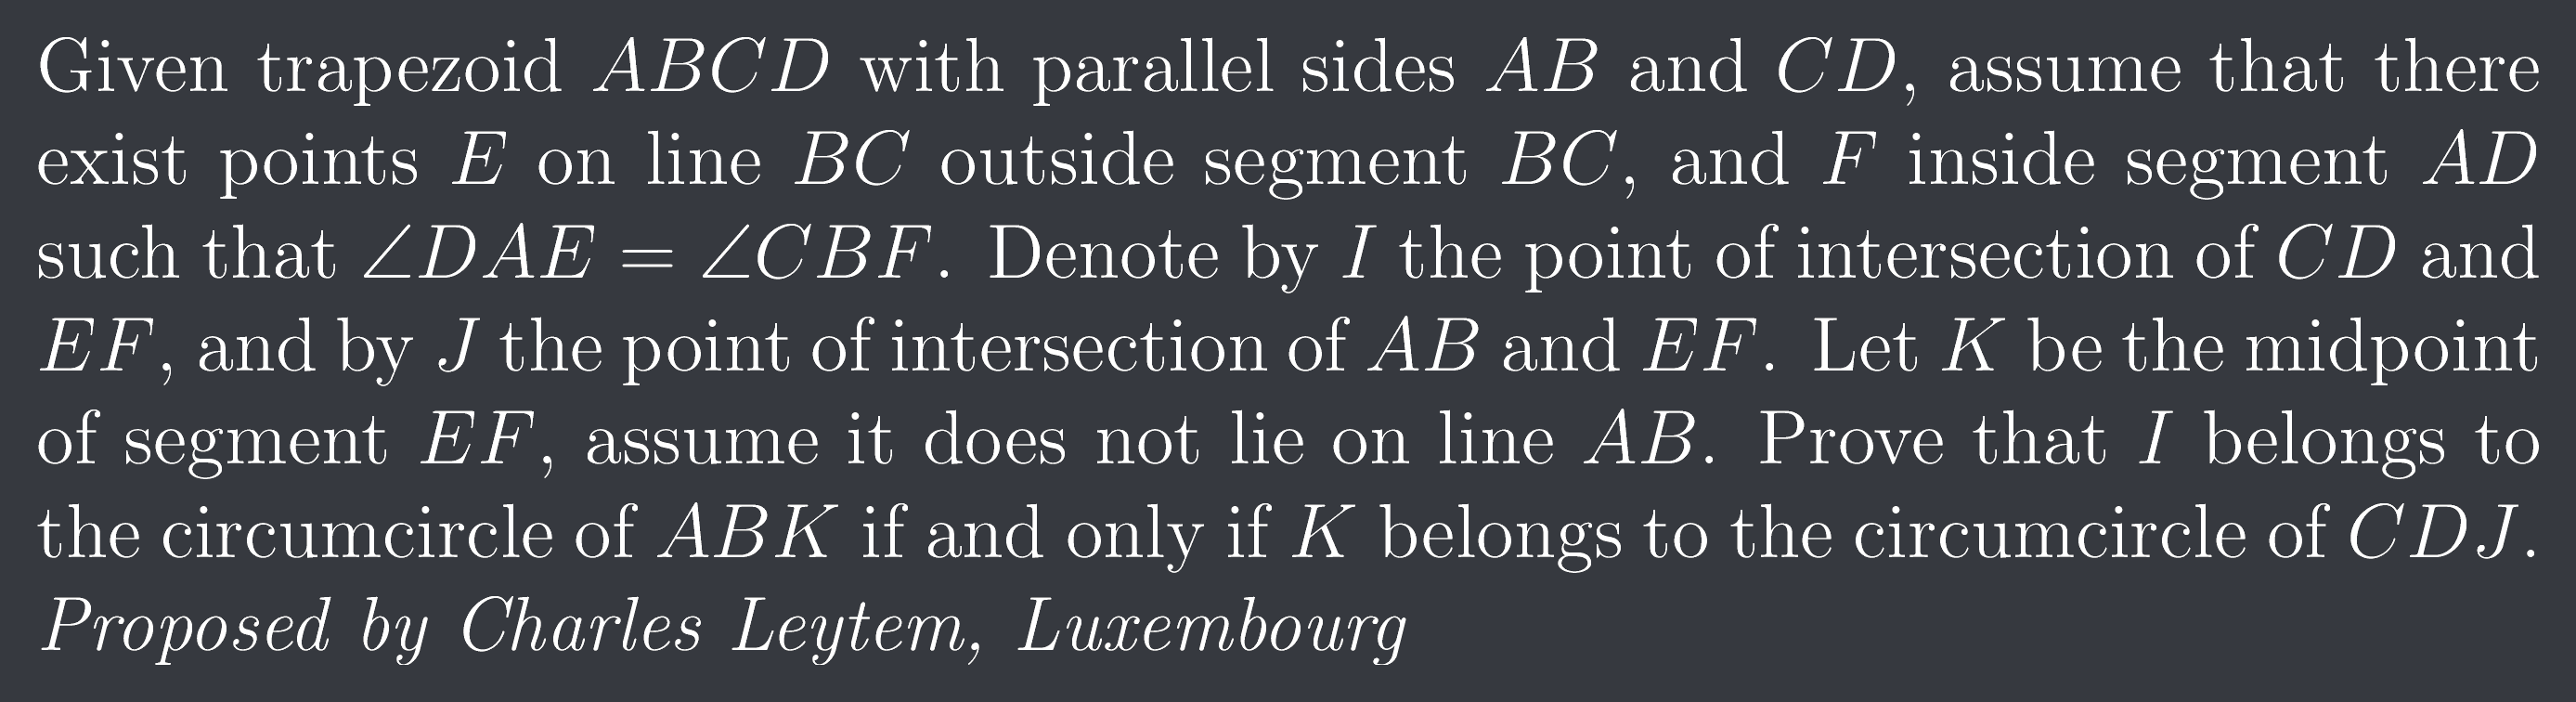 Given trapezoid ABCD with parallel sides AB and CD, assume that there
exist points E on line BC outside segment BC, and F inside segment AD
such that ∠DAE = ∠CBF. Denote by I the point of intersection of CD and
EF, and by J the point of intersection of AB and EF. Let K be the midpoint
of segment EF, assume it does not lie on line AB. Prove that I belongs to
the circumcircle of ABK if and only if K belongs to the circumcircle of CDJ.
Proposed by Charles Leytem, Luxembourg